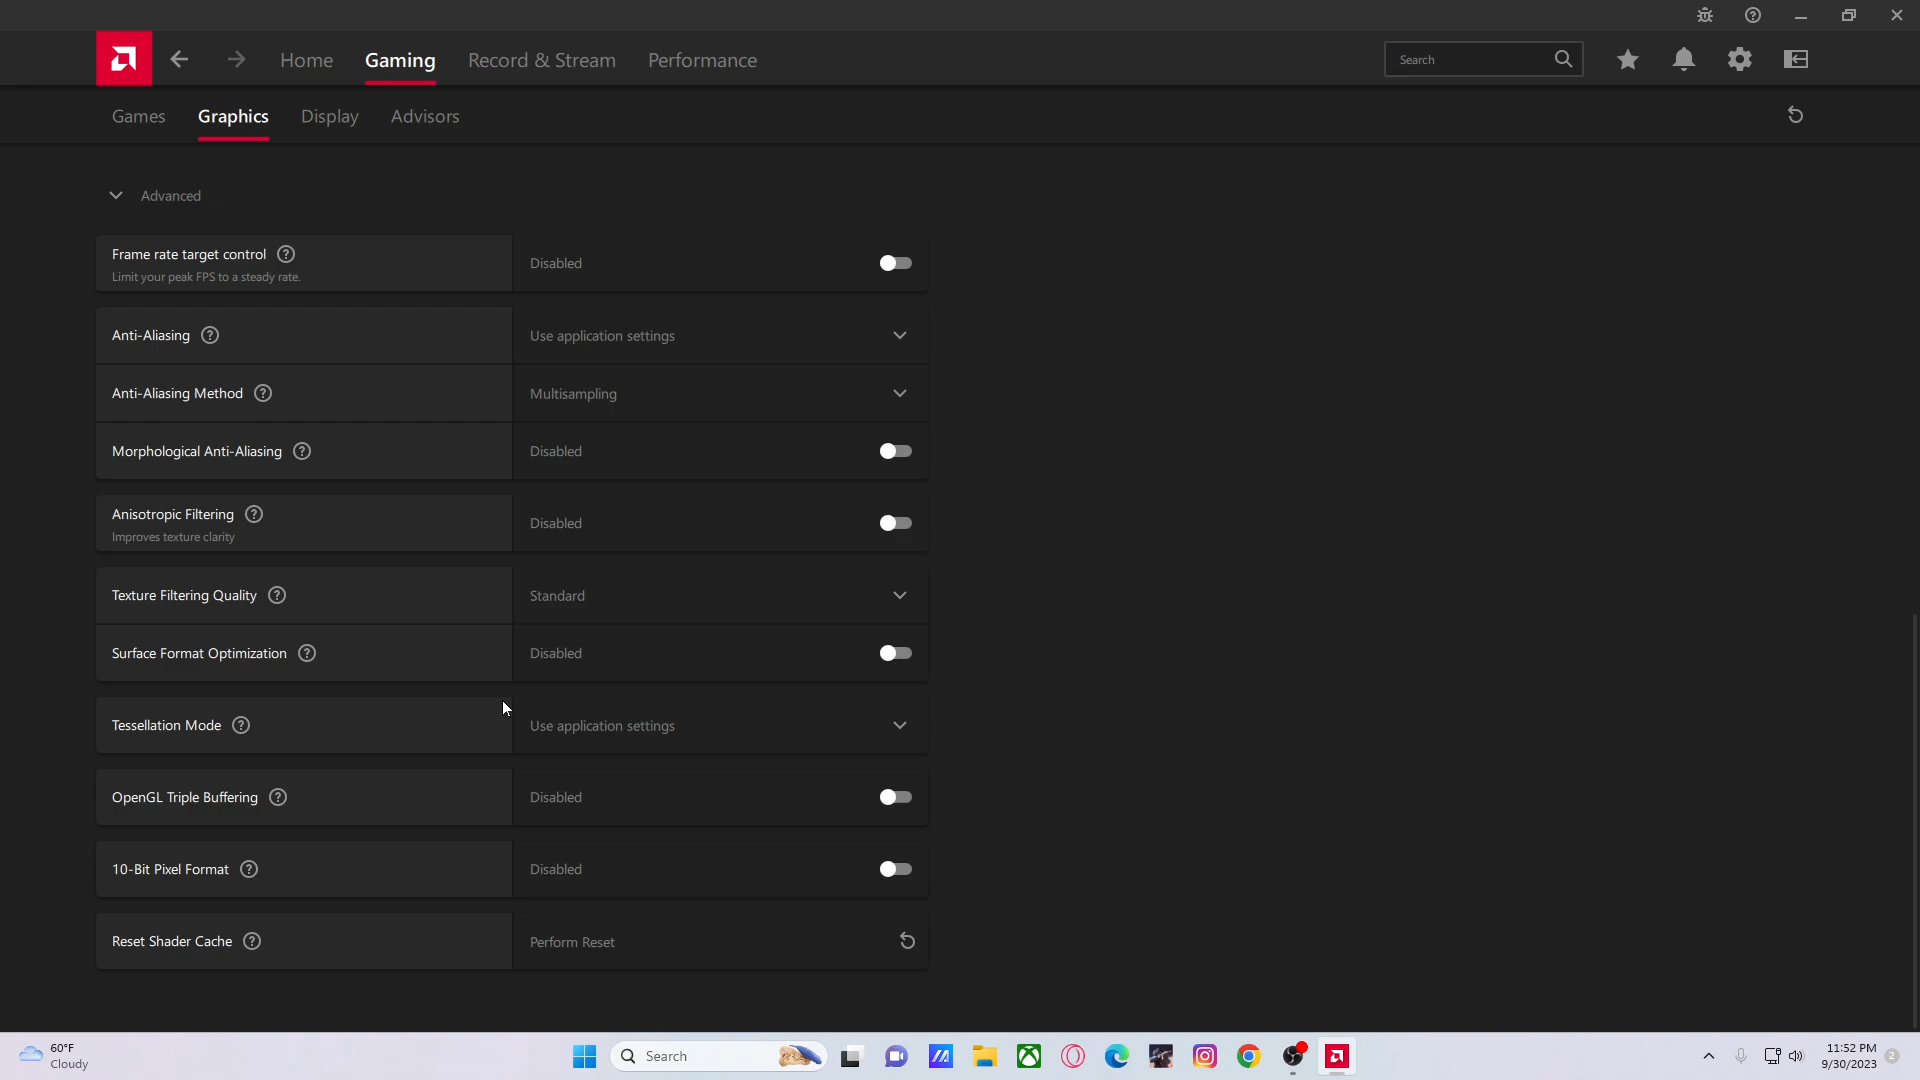 Home
Gaming
Record & Stream
Performance
Search
Games
Graphics
Display
Advisors
Advanced
Frame rate target control
Limit your peak FPS to a steady rate.
Disabled
Anti-Aliasing
Use application settings
Anti-Aliasing Method
Multisampling
Morphological Anti-Aliasing
Disabled
Anisotropic Filtering
Improves texture clarity
Disabled
Texture Filtering Quality
Standard
Surface Format Optimization
Disabled
Tessellation Mode
Use application settings
OpenGL Triple Buffering
Disabled
10-Bit Pixel Format
Disabled
Reset Shader Cache
Perform Reset
60°F
Cloudy
Search
11:52 PM
9/30/2023
2